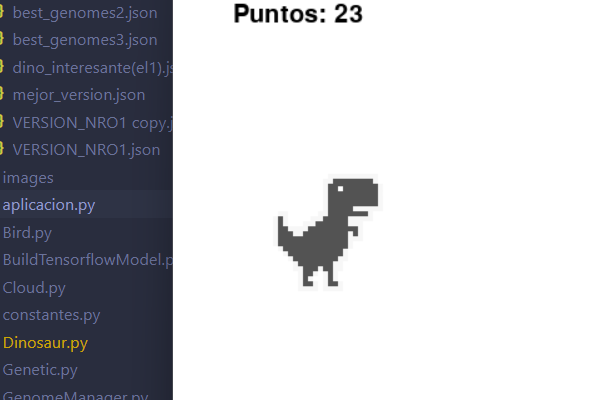 best_genomes2.json
best_genomes3.json
dino_interesante(el1).js
mejor_version.json
VERSION_NRO1 copy.j
VERSION_NRO1.json
images
aplicacion.py
Bird.py
BuildTensorflowModel.p
Cloud.py
constantes.py
Dinosaur.py
Genetic.py
GenomeManager.py
Puntos: 23